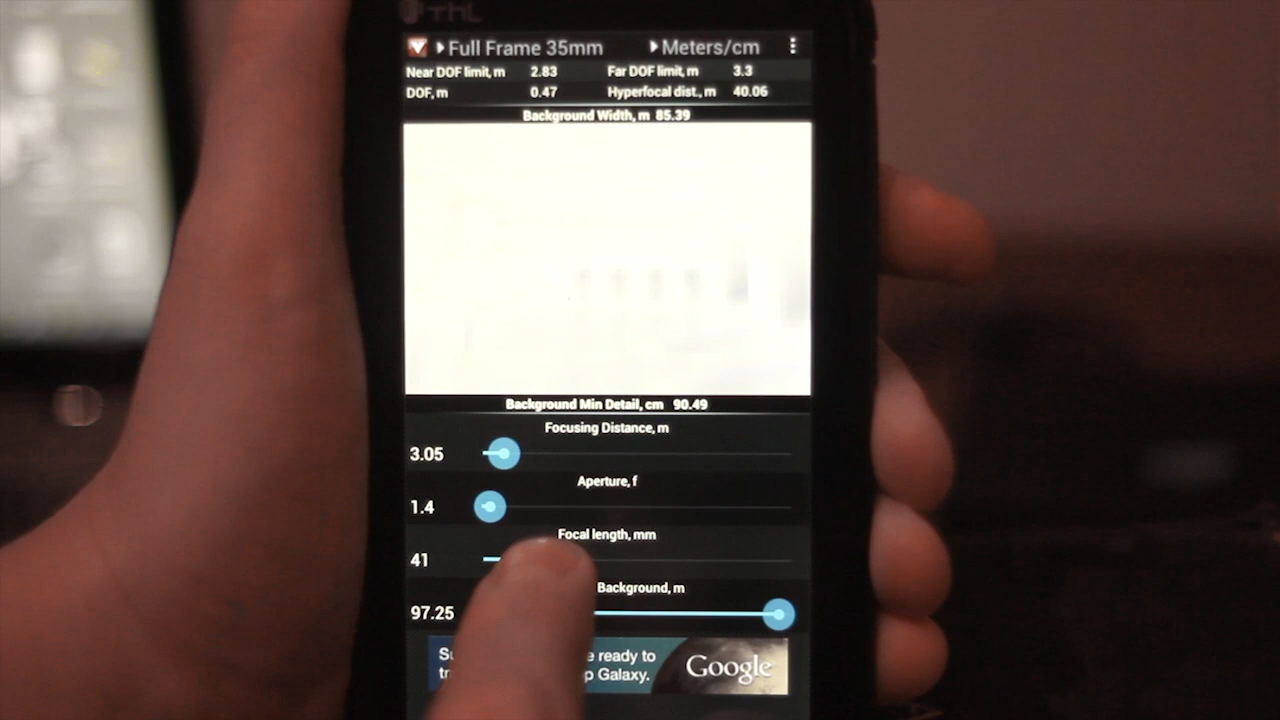 THL
Full Frame 35mm Meters/cm
Near DOF limit, m 2.83 Far DOF limit, m 3.3
DOF, m 0.47 Hyperfocal dist., m 40.06
Background Width, m 85.39
Background Min Detail, cm 90.49
Focusing Distance, m
3.05
Aperture, f
1.4
Focal length, mm
41
Background, m
97.25
ready to
Galaxy.
Google